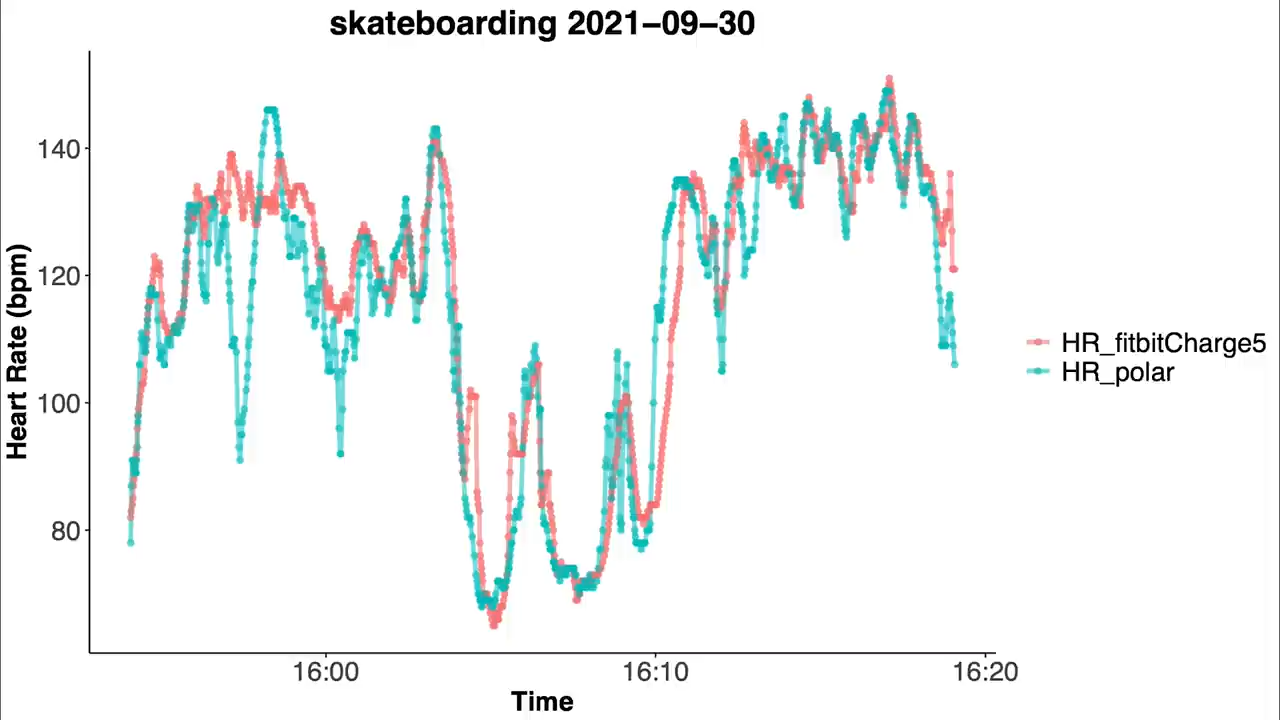 skateboarding 2021–09–30
Heart Rate (bpm)
140
120
100
80
16:00
16:10
16:20
Time
HR_fitbitCharge5
HR_polar